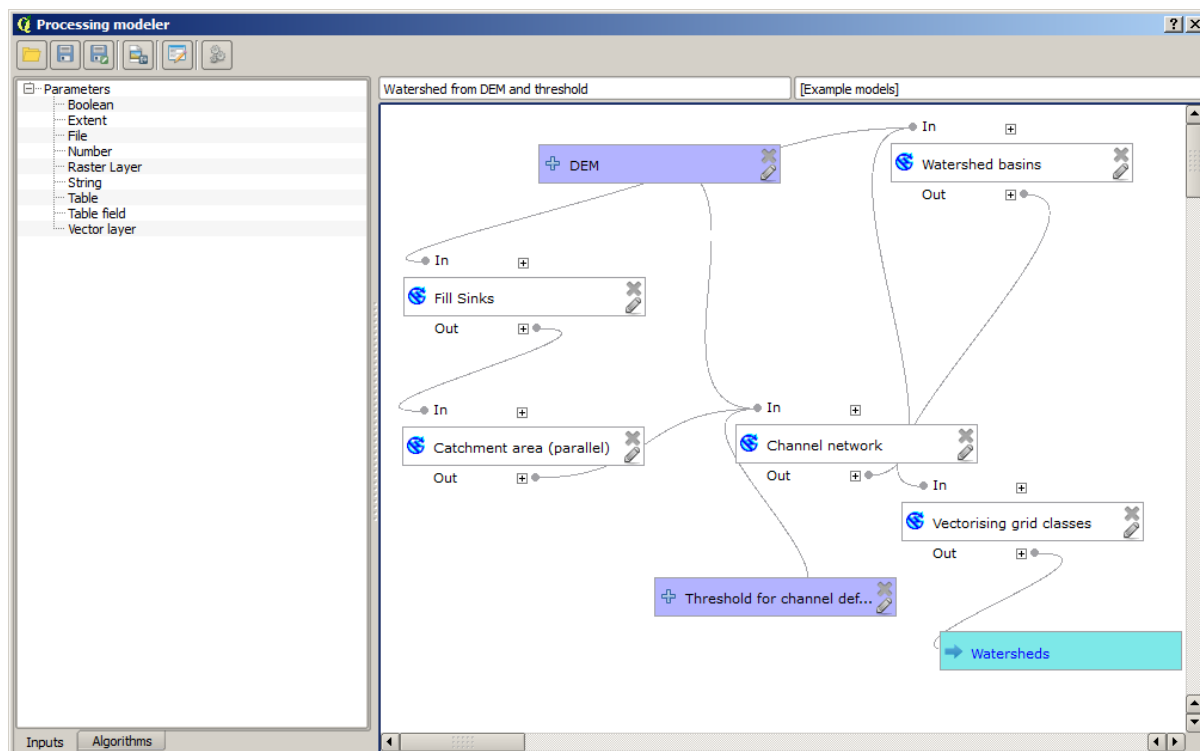 Processing modeler
Parameters
Boolean
Extent
File
Number
Raster Layer
String
Table
Table field
Vector layer
Inputs
Algorithms
Watershed from DEM and threshold
[Example models]
DEM
In
Watershed basins
Out
In
Fill Sinks
Out
In
Catchment area (parallel)
Out
In
Channel network
Out
In
Vectorising grid classes
Out
Threshold for channel def...
Watersheds